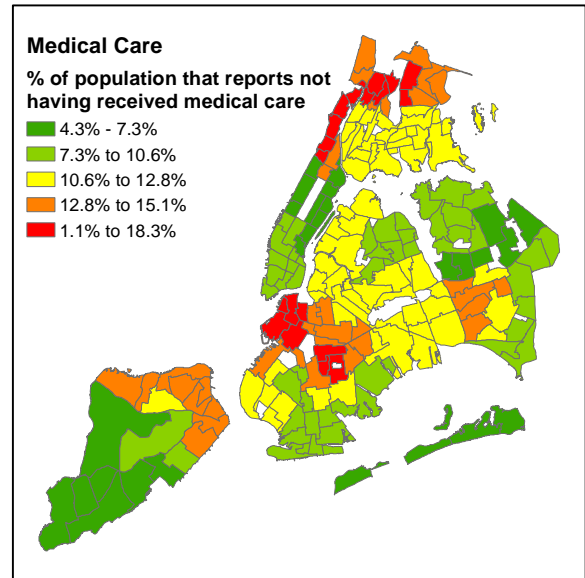 Medical Care
% of population that reports not
having received medical care
4.3% - 7.3%
7.3% to 10.6%
10.6% to 12.8%
12.8% to 15.1%
1.1% to 18.3%